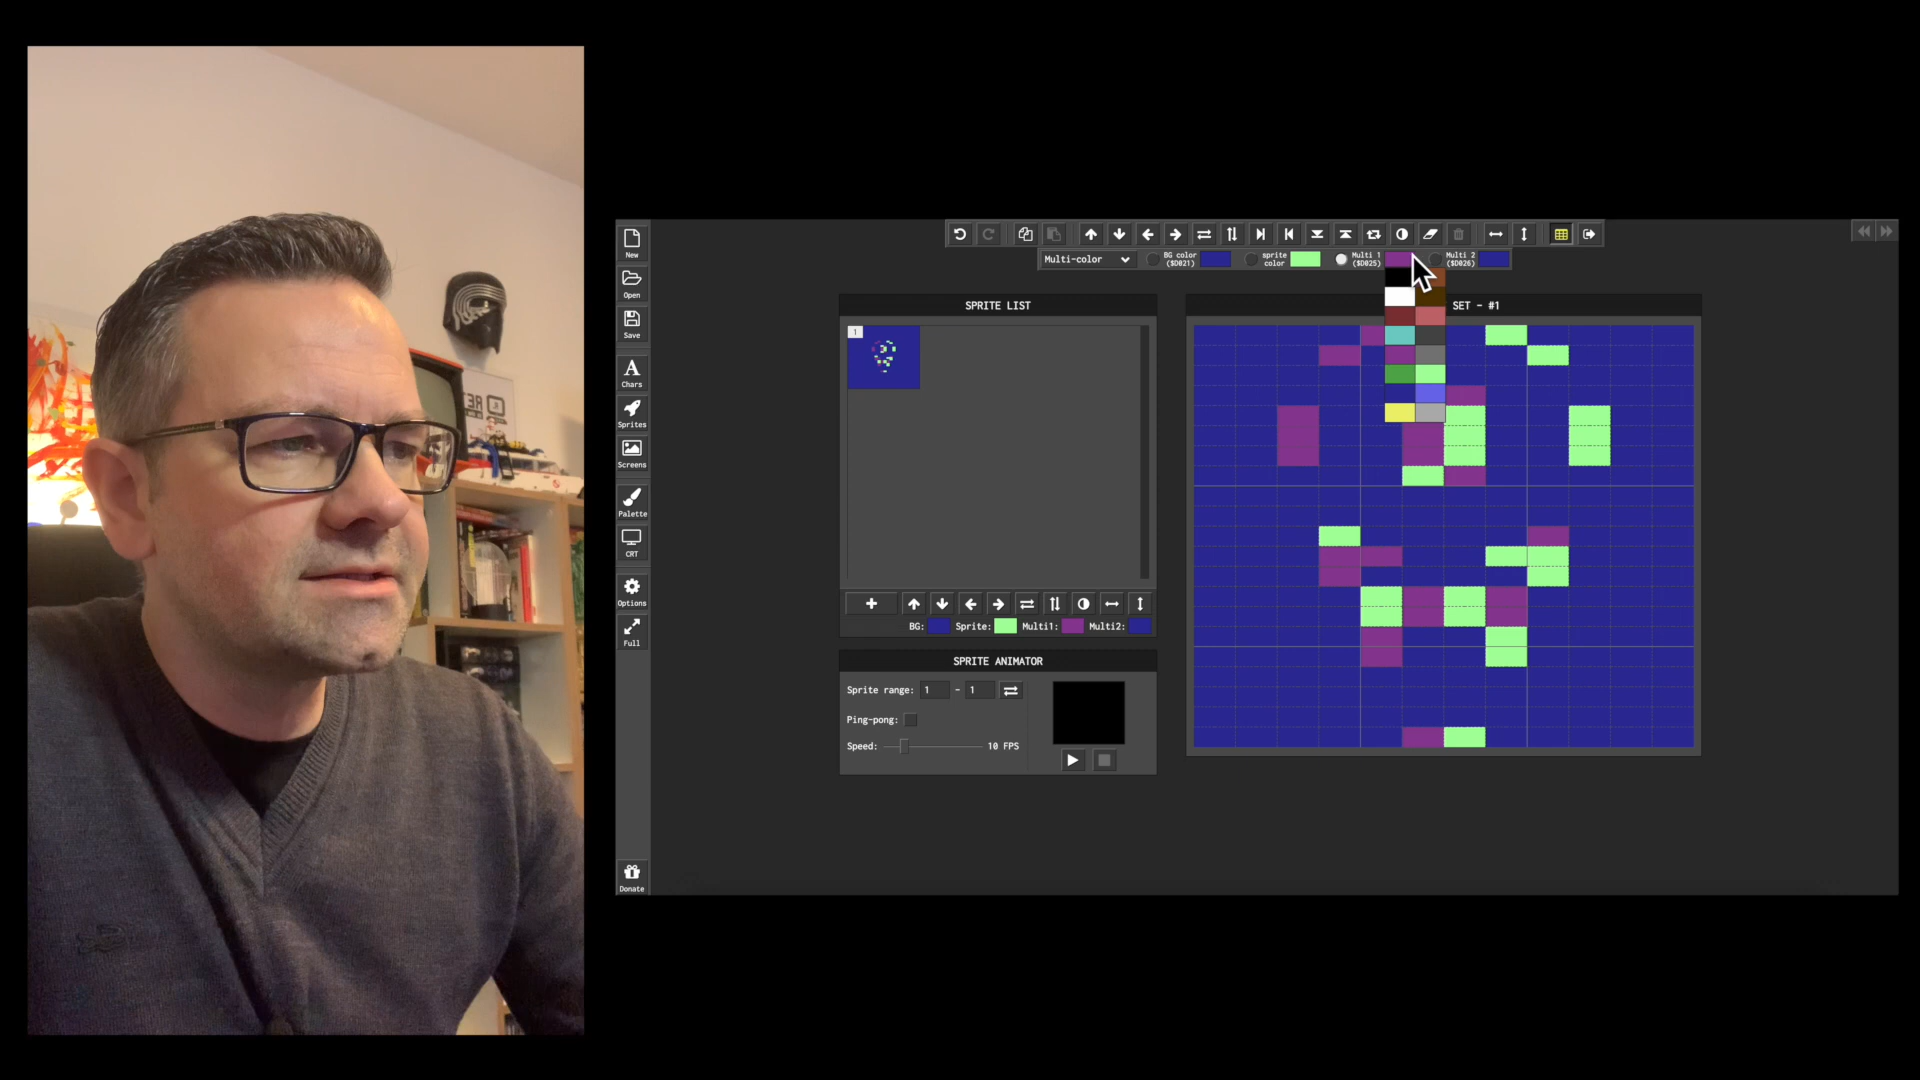 New
Open
Save
Chars
Sprites
Screens
Palette
CRT
Options
Full
Donate
Multi-color
BG color
($D021)
sprite
color
Multi 1
($D025)
Multi 2
($D026)
SPRITE LIST
1
BG:
Sprite:
Multi1:
Multi2:
SPRITE ANIMATOR
Sprite range: 1 - 1
Ping-pong:
Speed:
10 FPS
SET - #1